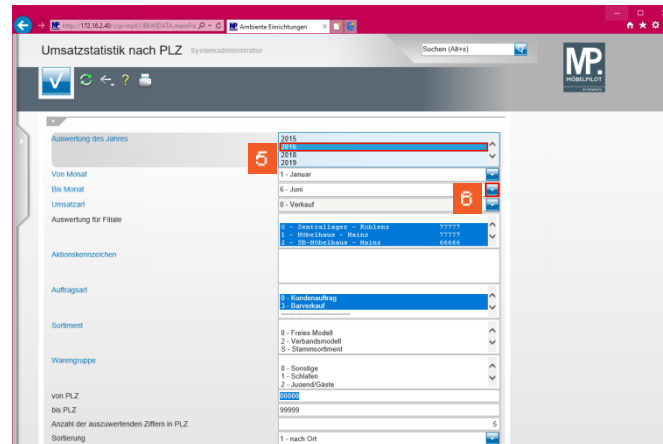 http://172.16.2.40/csp/mptl1/BEWIDATA.mainFr
Ambiente Einrichtungen
Umsatzstatistik nach PLZ Systemadministrator
Suchen (Alt+s)
MP.
MÖBELPILOT
Auswertung des Jahres
2015
2016
5
2018
2019
Von Monat
1 - Januar
Bis Monat
6 - Juni
6
Umsatzart
0 - Verkauf
Auswertung für Filiale
0 - Zentrallager - Koblenz 77777
1 - Möbelhaus - Mainz 77777
2 - SB-Möbelhaus - Mainz 66666
Aktionskennzeichen
Auftragsart
0 - Kundenauftrag
3 - Barverkauf
Sortiment
0 - Freies Modell
2 - Verbandsmodell
S - Stammsortiment
Warengruppe
0 - Sonstige
1 - Schlafen
2 - Jugend/Gäste
von PLZ
00000
bis PLZ
99999
Anzahl der auszuwertenden Ziffern in PLZ
5
Sortierung
1 - nach Ort